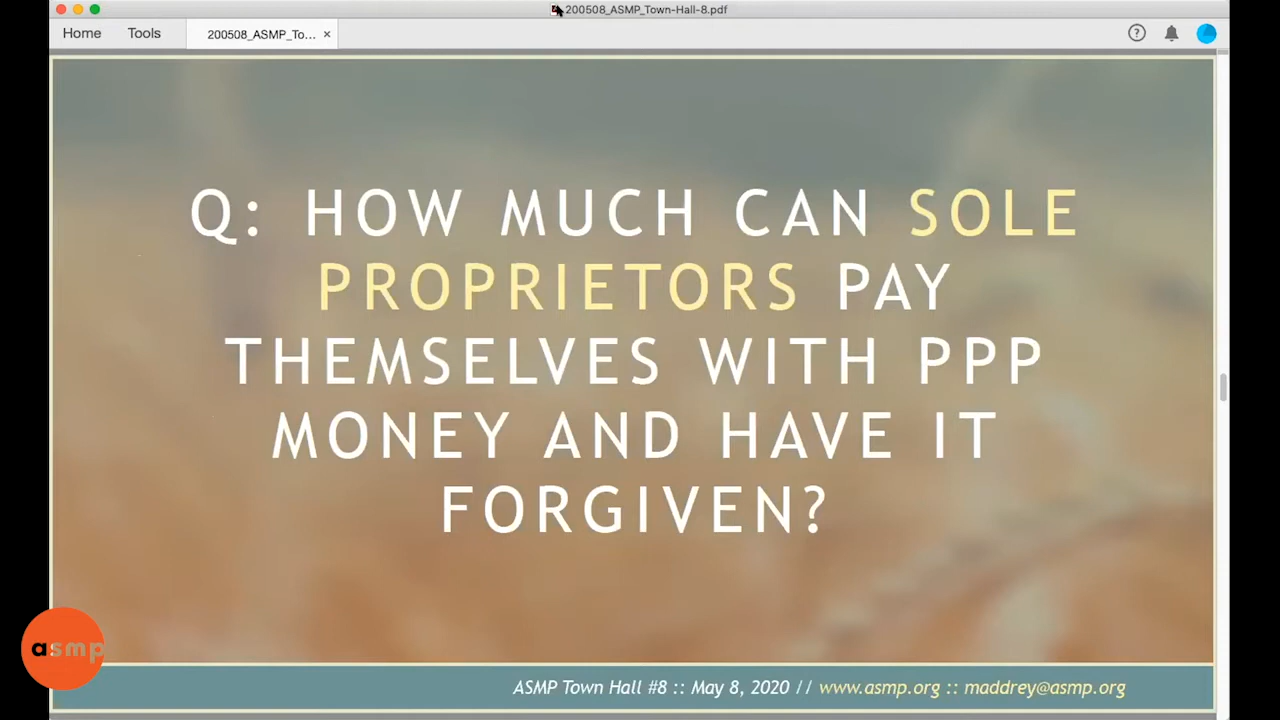 200508_ASMP_Town-Hall-8.pdf
Home Tools 200508_ASMP_To... ×
Q: HOW MUCH CAN SOLE
PROPRIETORS PAY
THEMSELVES WITH PPP
MONEY AND HAVE IT
FORGIVEN?
asmp
ASMP Town Hall #8 :: May 8, 2020 // www.asmp.org :: maddrey@asmp.org